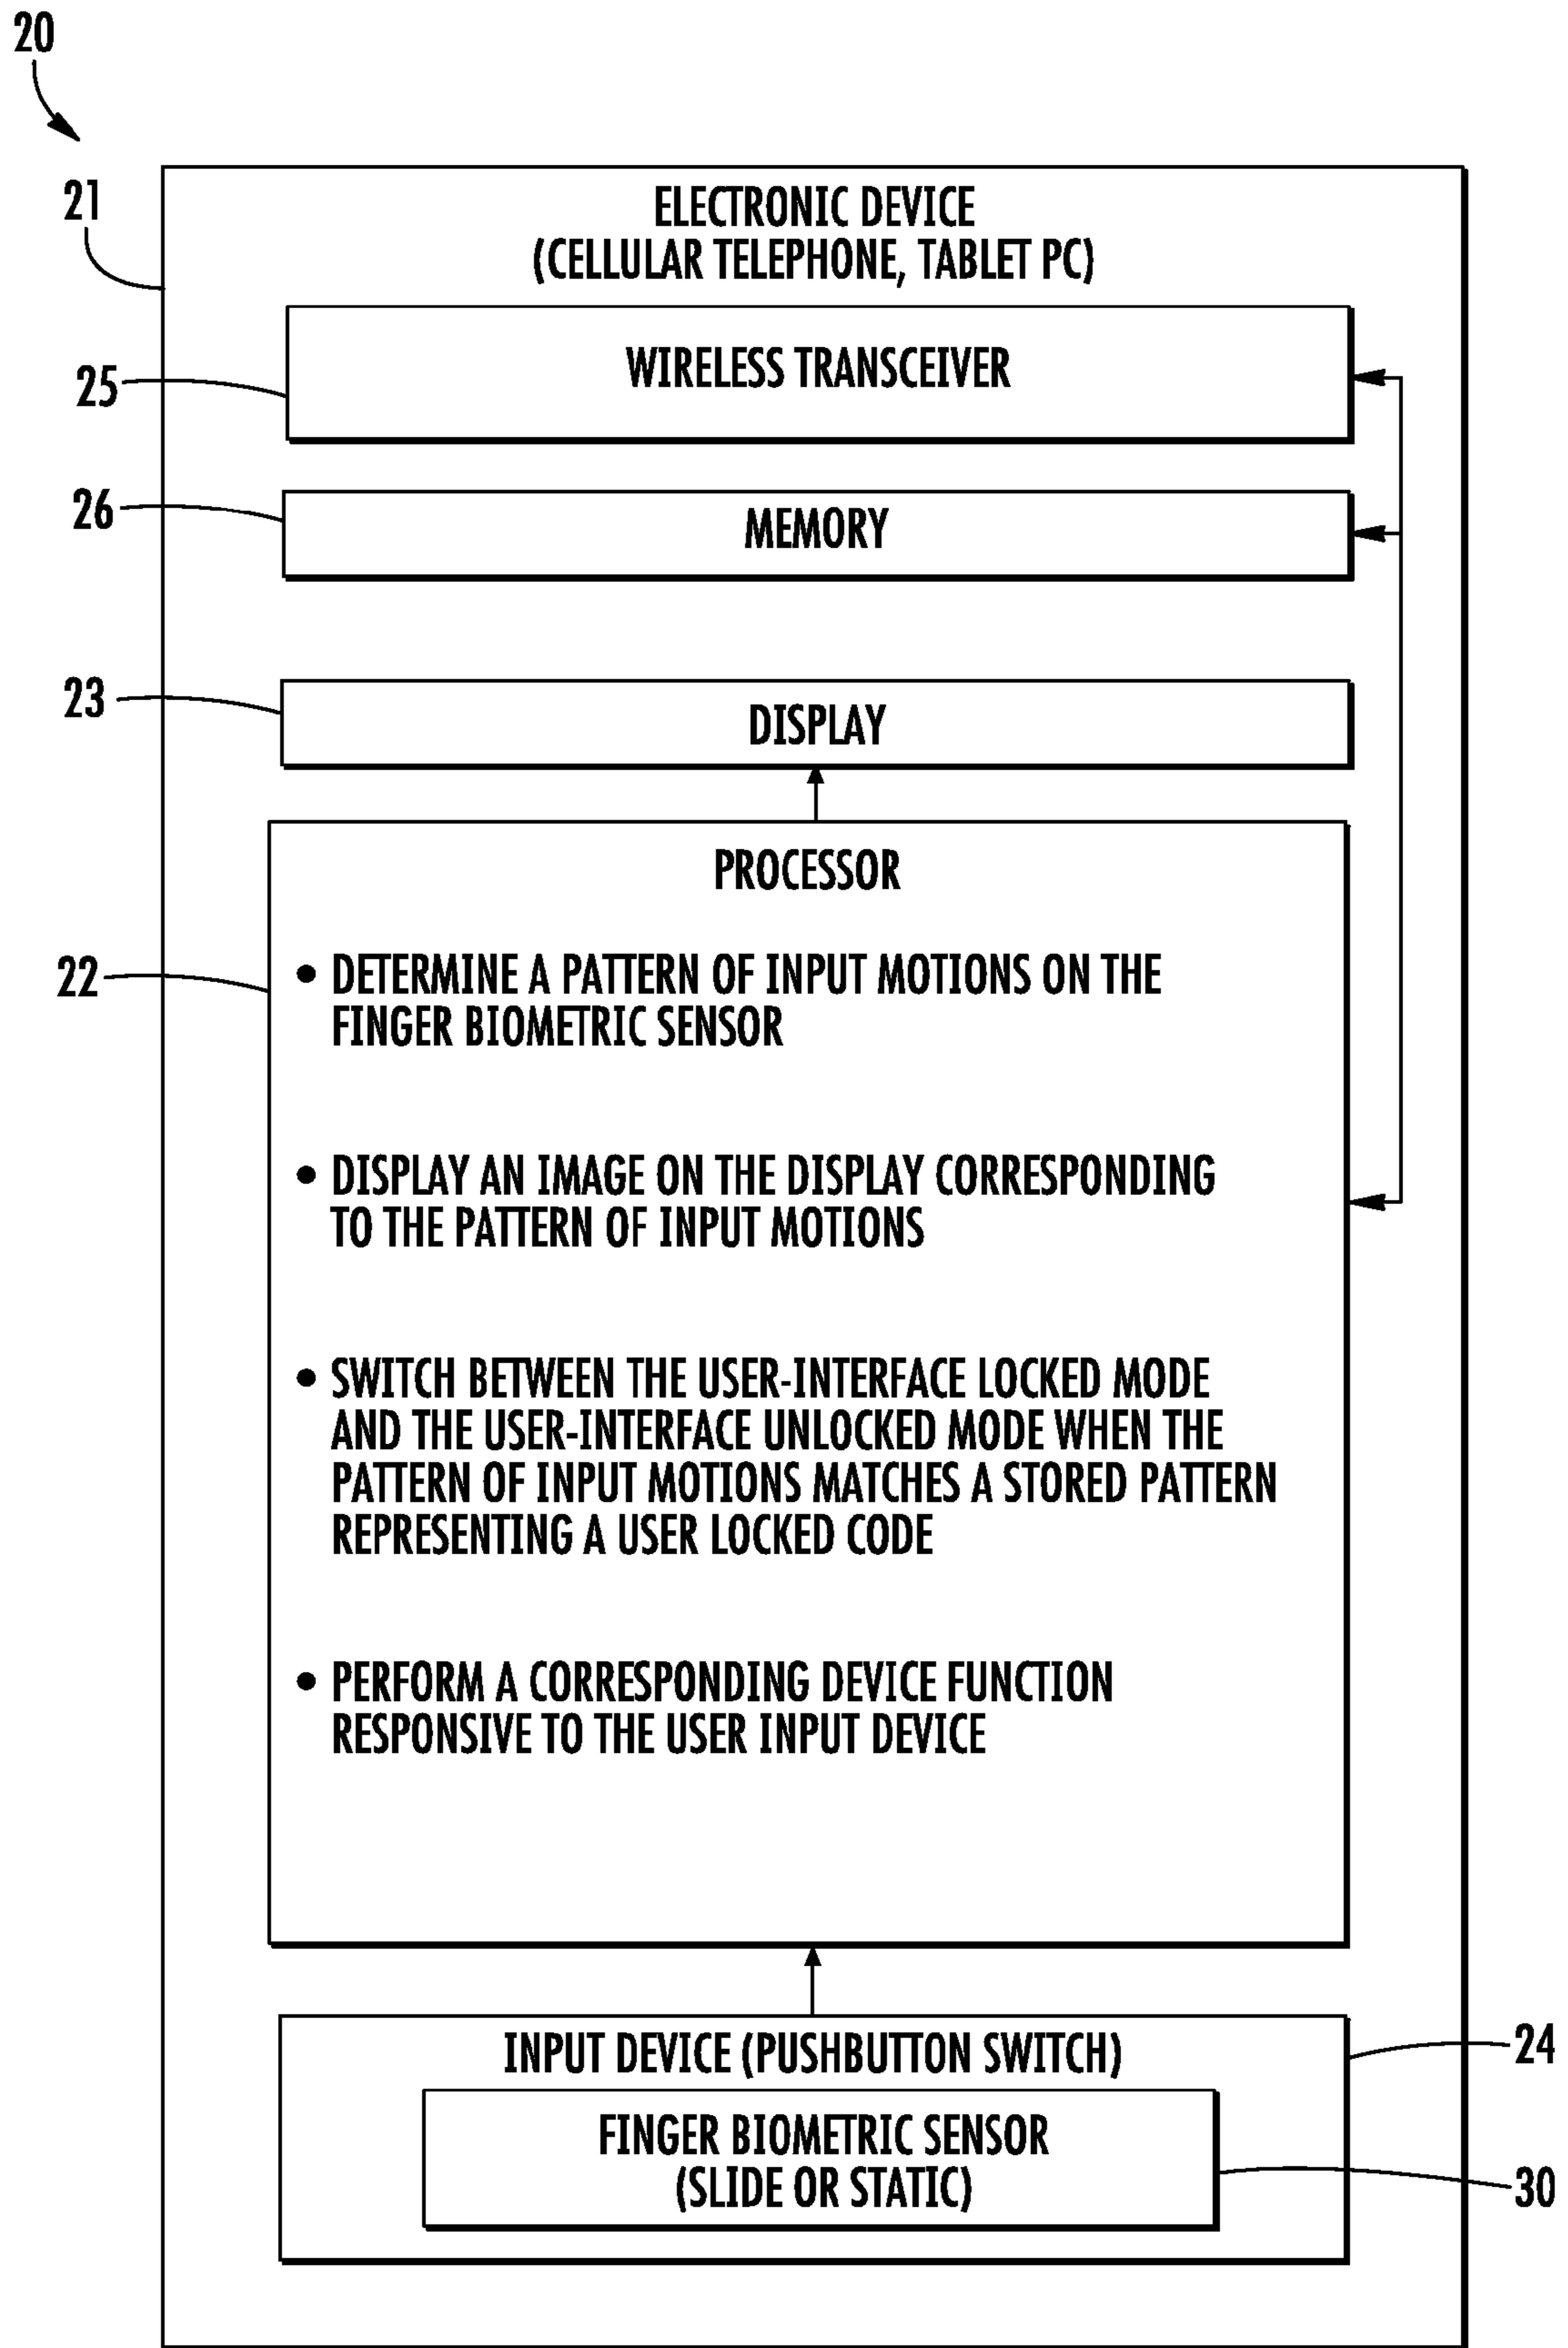 20
21
ELECTRONIC DEVICE
(CELLULAR TELEPHONE, TABLET PC)
WIRELESS TRANSCEIVER
25
26
MEMORY
23
DISPLAY
PROCESSOR
22
• DETERMINE A PATTERN OF INPUT MOTIONS ON THE
FINGER BIOMETRIC SENSOR
• DISPLAY AN IMAGE ON THE DISPLAY CORRESPONDING
TO THE PATTERN OF INPUT MOTIONS
• SWITCH BETWEEN THE USER-INTERFACE LOCKED MODE
AND THE USER-INTERFACE UNLOCKED MODE WHEN THE
PATTERN OF INPUT MOTIONS MATCHES A STORED PATTERN
REPRESENTING A USER LOCKED CODE
• PERFORM A CORRESPONDING DEVICE FUNCTION
RESPONSIVE TO THE USER INPUT DEVICE
INPUT DEVICE (PUSHBUTTON SWITCH)
24
FINGER BIOMETRIC SENSOR
(SLIDE OR STATIC)
30